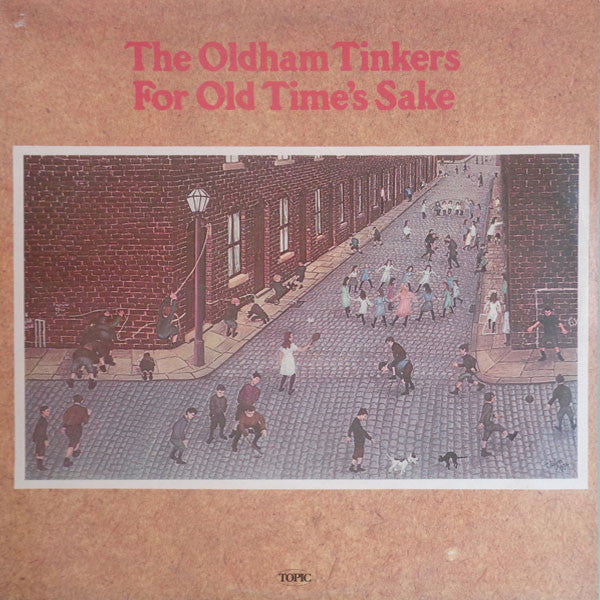 The Oldham Tinkers
For Old Time's Sake
TOPIC